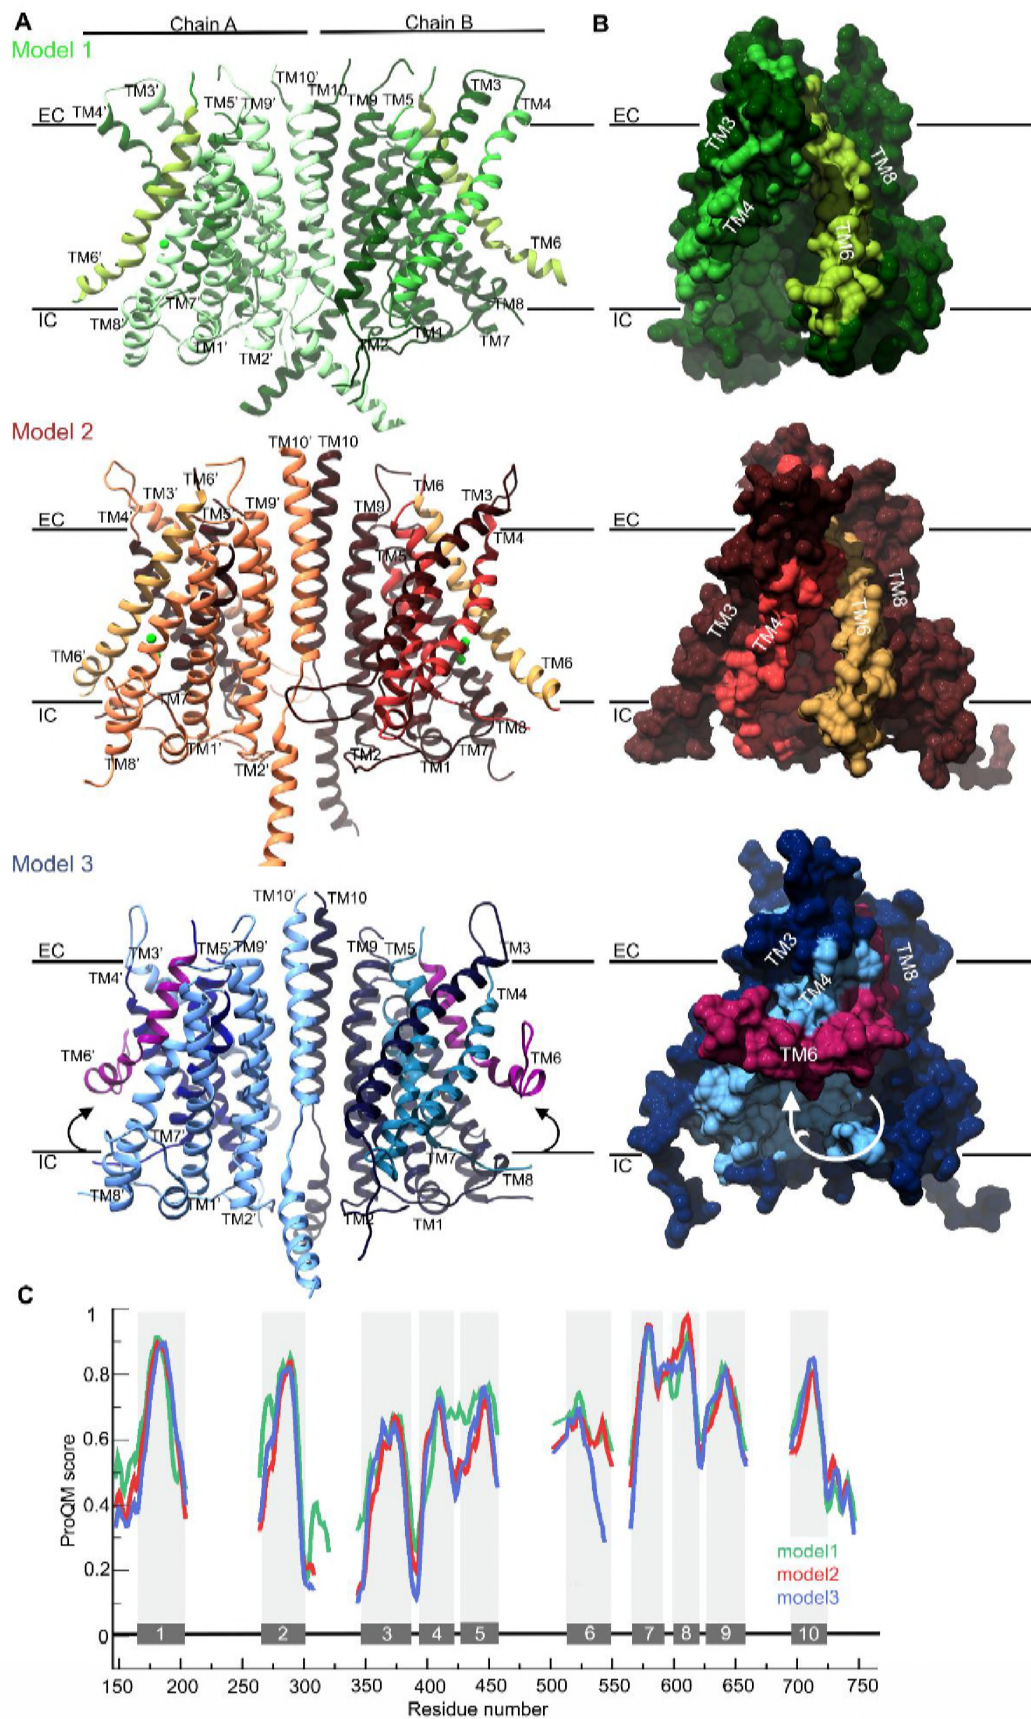 A
Chain A
Chain B
B
Model 1
TM3'
TM10'
TM3
TM4'
TM5'
TM9'
TM10
TM9
TM5
TM4
EC
EC
TM3
TM8
TM4
TM6'
TM6
TM6
IC
TM7'
TM8
IC
TM8'
TM1'
TM2'
TM2
TM1
TM7
Model 2
TM10'
TM10
TM6'
TM6
TM3'
TM9'
TM9
TM3
TM4'
TM5'
EC
TM4
EC
TM5
TM3
TM4
TM6
TM8
TM6'
TM6
IC
TM7'
TM8
IC
TM8'
TM1'
TM2'
TM2
TM1
TM7
Model 3
TM10'
TM10
EC
TM3'
TM5'
TM9'
TM9
TM5
TM3
EC
TM3
TM8
TM4'
TM4
TM4
TM6'
TM6
TM6
IC
TM7'
TM7
IC
TM8'
TM1'
TM2'
TM2
TM1
TM8
C
1
0.8
0.6
0.4
0.2
0
ProQM score
model1
model2
model3
1
2
3
4
5
6
7
8
9
10
150
200
250
300
350
400
450
500
550
600
650
700
750
Residue number